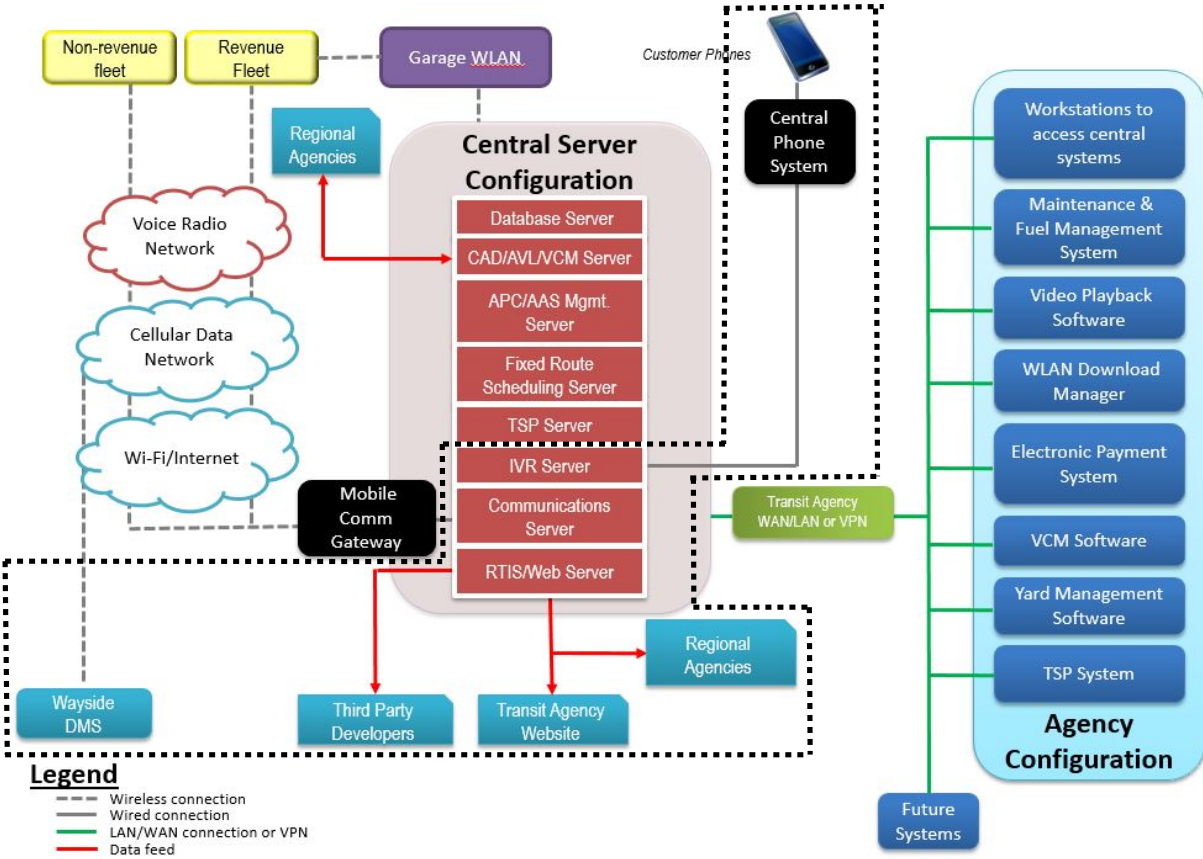 Non-revenue
fleet
Revenue
Fleet
Garage WLAN
Customer Phones
Regional
Agencies
Central Server
Configuration
Database Server
CAD/AVL/VCM Server
APC/AAS Mgmt.
Server
Fixed Route
Scheduling Server
TSP Server
IVR Server
Communications
Server
RTIS/Web Server
Central
Phone
System
Voice Radio
Network
Cellular Data
Network
Wi-Fi/Internet
Mobile
Comm
Gateway
Transit Agency
WAN/LAN or VPN
Workstations to
access central
systems
Maintenance &
Fuel Management
System
Video Playback
Software
WLAN Download
Manager
Electronic Payment
System
VCM Software
Yard Management
Software
TSP System
Agency
Configuration
Regional
Agencies
Wayside
DMS
Third Party
Developers
Transit Agency
Website
Future
Systems
Legend
Wireless connection
Wired connection
LAN/WAN connection or VPN
Data feed